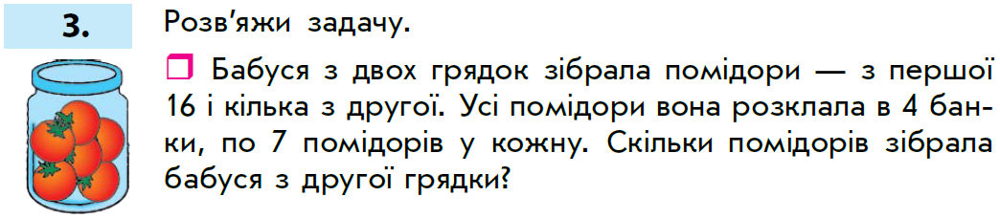 3.
Розв’яжи задачу.
❒ Бабуся з двох грядок зібрала помідори — з першої
16 і кілька з другої. Усі помідори вона розклала в 4 бан-
ки, по 7 помідорів у кожну. Скільки помідорів зібрала
бабуся з другої грядки?